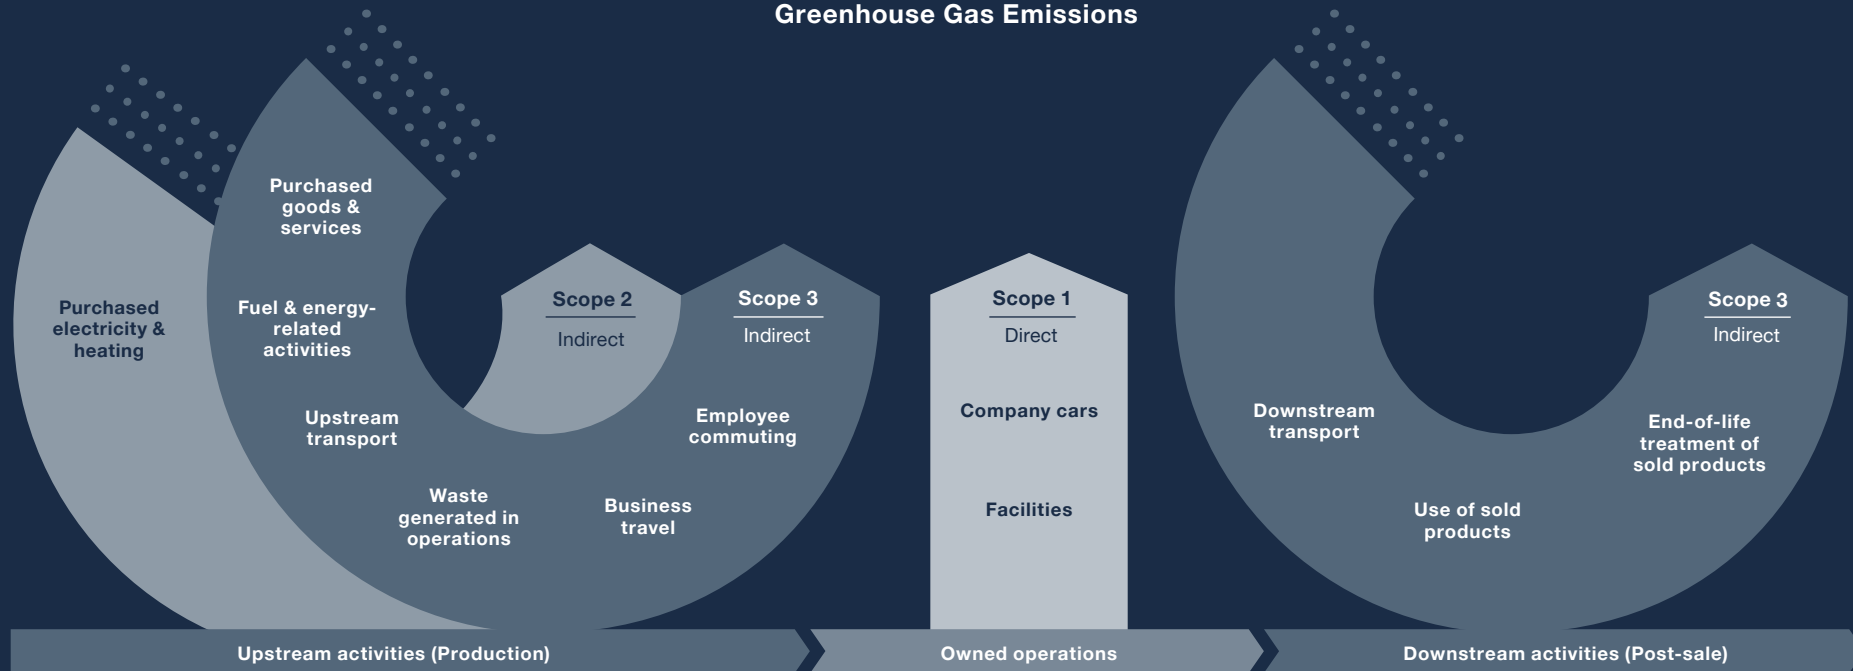 Greenhouse Gas Emissions
Purchased
electricity &
heating
Purchased
goods &
services
Fuel & energy-
related
activities
Upstream
transport
Waste
generated in
operations
Business
travel
Employee
commuting
Scope 2
Indirect
Scope 3
Indirect
Scope 1
Direct
Company cars
Facilities
Downstream
transport
Use of sold
products
End-of-life
treatment of
sold products
Scope 3
Indirect
Upstream activities (Production)
Owned operations
Downstream activities (Post-sale)